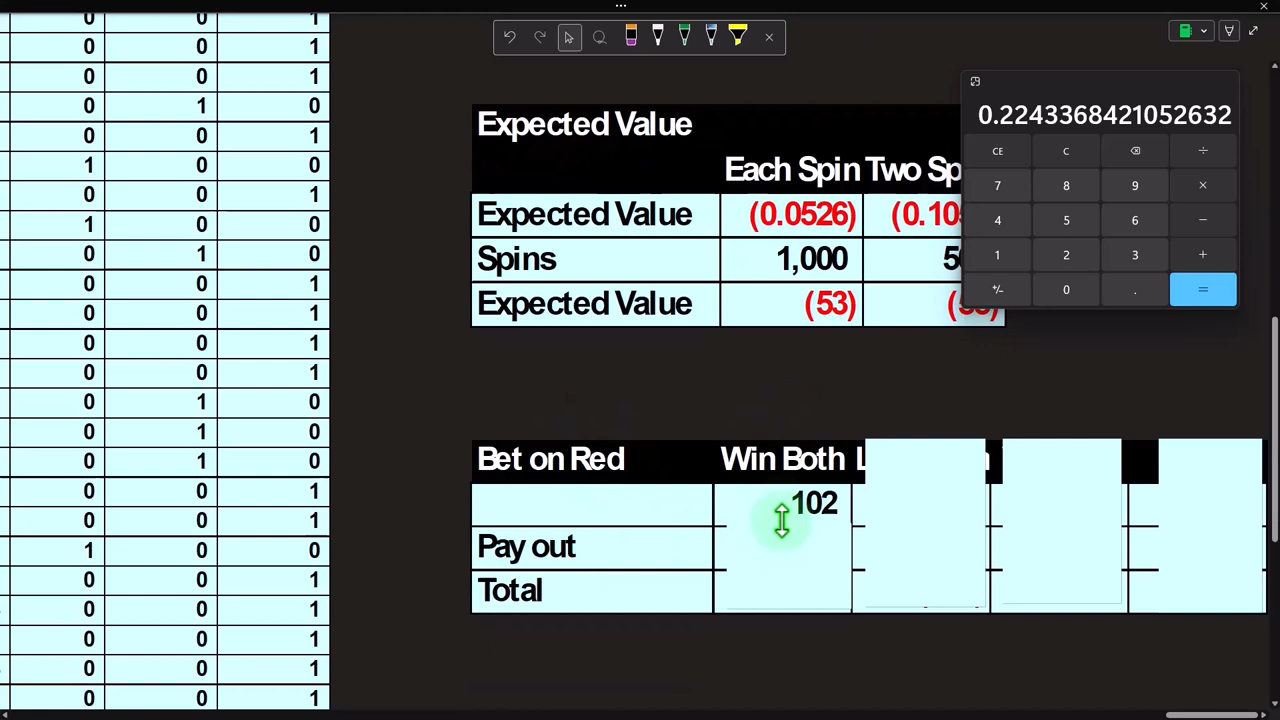 0 0 1
0 0 1
0 0 1
0 1 0
0 0 1
1 0 0
0 0 1
1 0 0
0 1 0
0 0 1
0 0 1
0 0 1
0 0 1
0 1 0
0 1 0
0 1 0
0 0 1
0 0 1
1 0 0
0 0 1
0 0 1
0 0 1
0 0 1
Expected Value
Each Spin Two
Expected Value (0.0526)
Spins 1,000
Expected Value (53)
0.2243368421052632
CE C ÷
7 8 9 ×
4 5 6 −
1 2 3 +
+/− 0 . =
Bet on Red Win Both
102
Pay out
Total